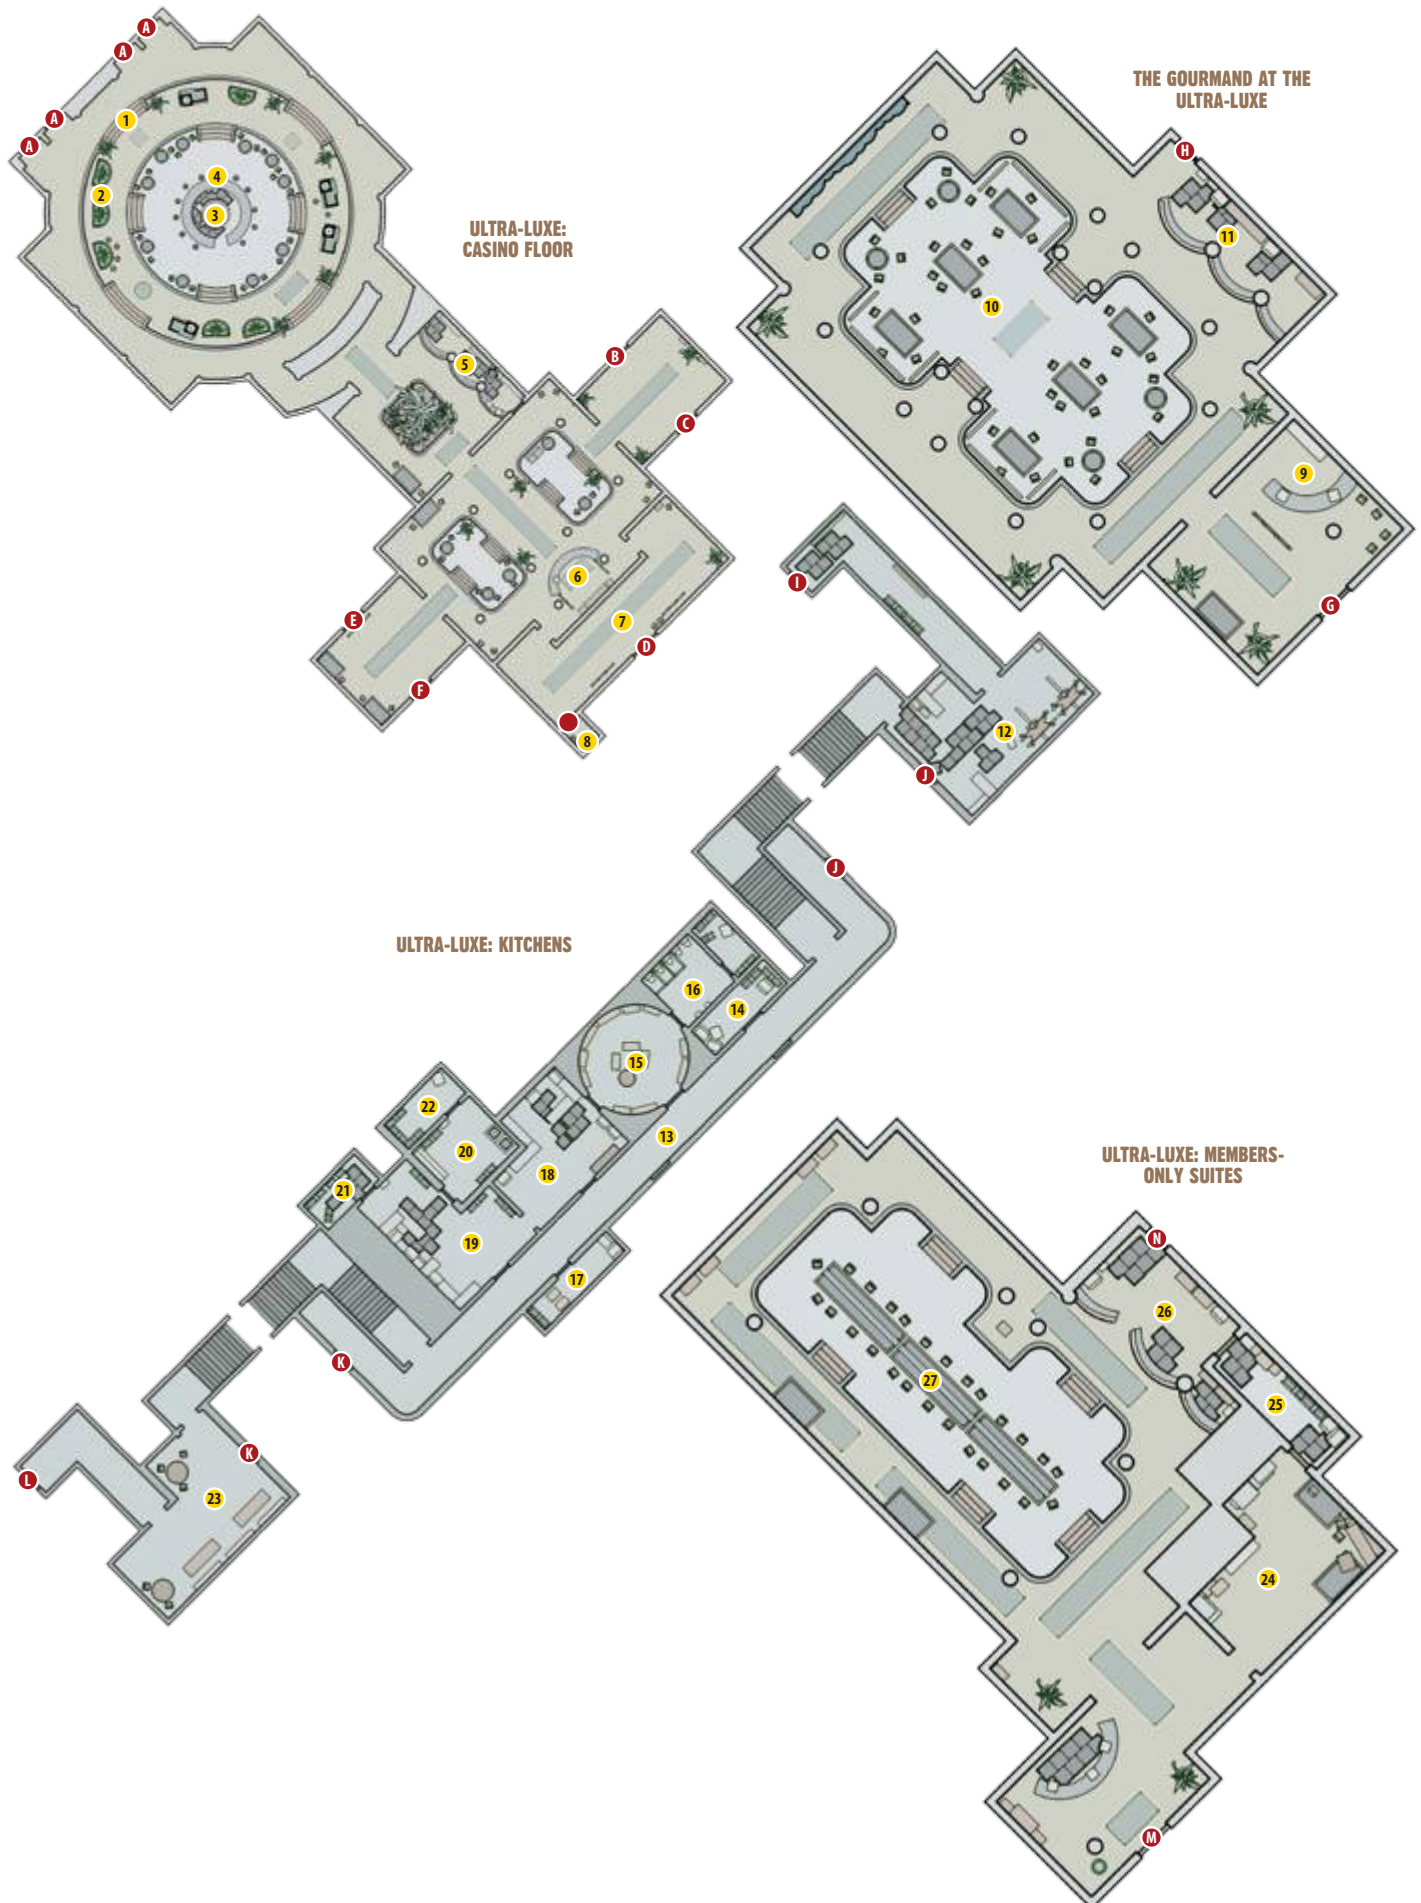 A
A
A
A
1
2
4
3
ULTRA-LUXE:
CASINO FLOOR
5
B
C
6
7
D
E
F
8
THE GOURMAND AT THE
ULTRA-LUXE
H
11
10
9
G
I
12
J
J
ULTRA-LUXE: KITCHENS
16
14
15
13
22
20
18
21
19
17
K
K
L
23
ULTRA-LUXE: MEMBERS-
ONLY SUITES
N
26
27
25
24
M